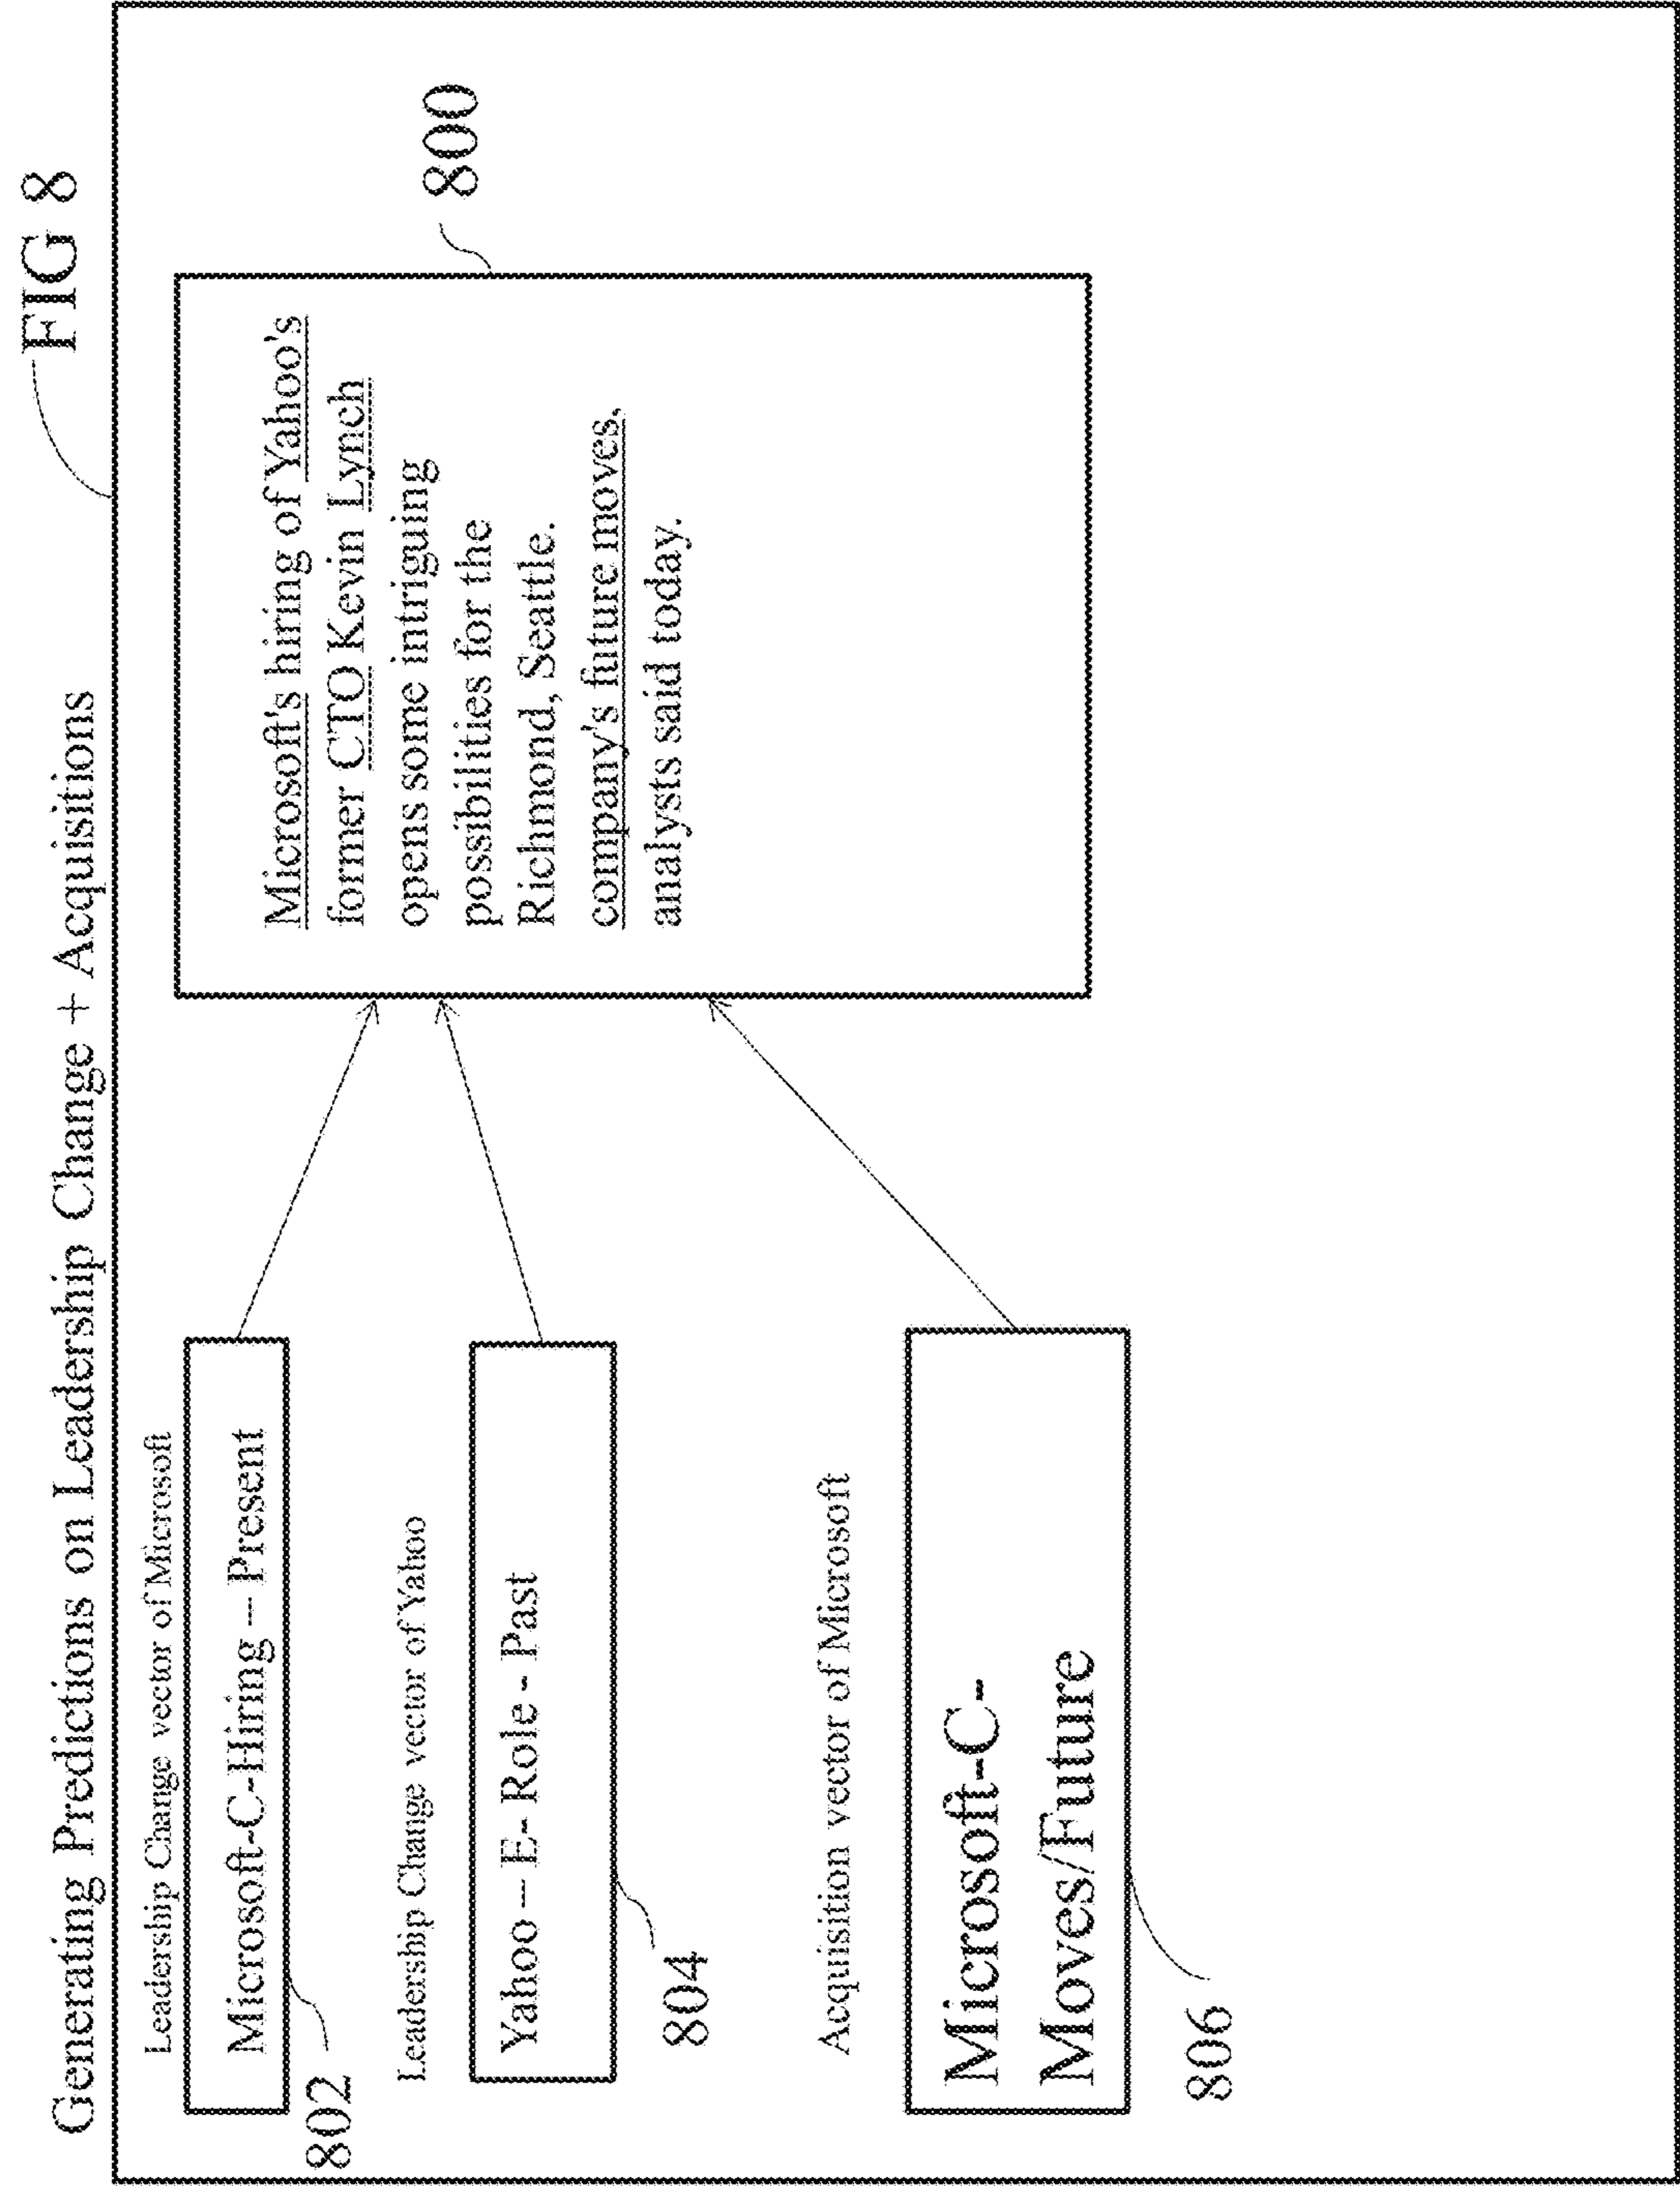 FIG 8
Generating Predictions on Leadership Change + Acquisitions
Leadership Change vector of Microsoft
Microsoft-C-Hiring – Present
802
Leadership Change vector of Yahoo
Yahoo – E- Role - Past
804
Acquisition vector of Microsoft
Microsoft-C-
Moves/Future
806
Microsoft's hiring of Yahoo's
former CTO Kevin Lynch
opens some intriguing
possibilities for the
Richmond, Seattle.
company's future moves,
analysts said today.
800